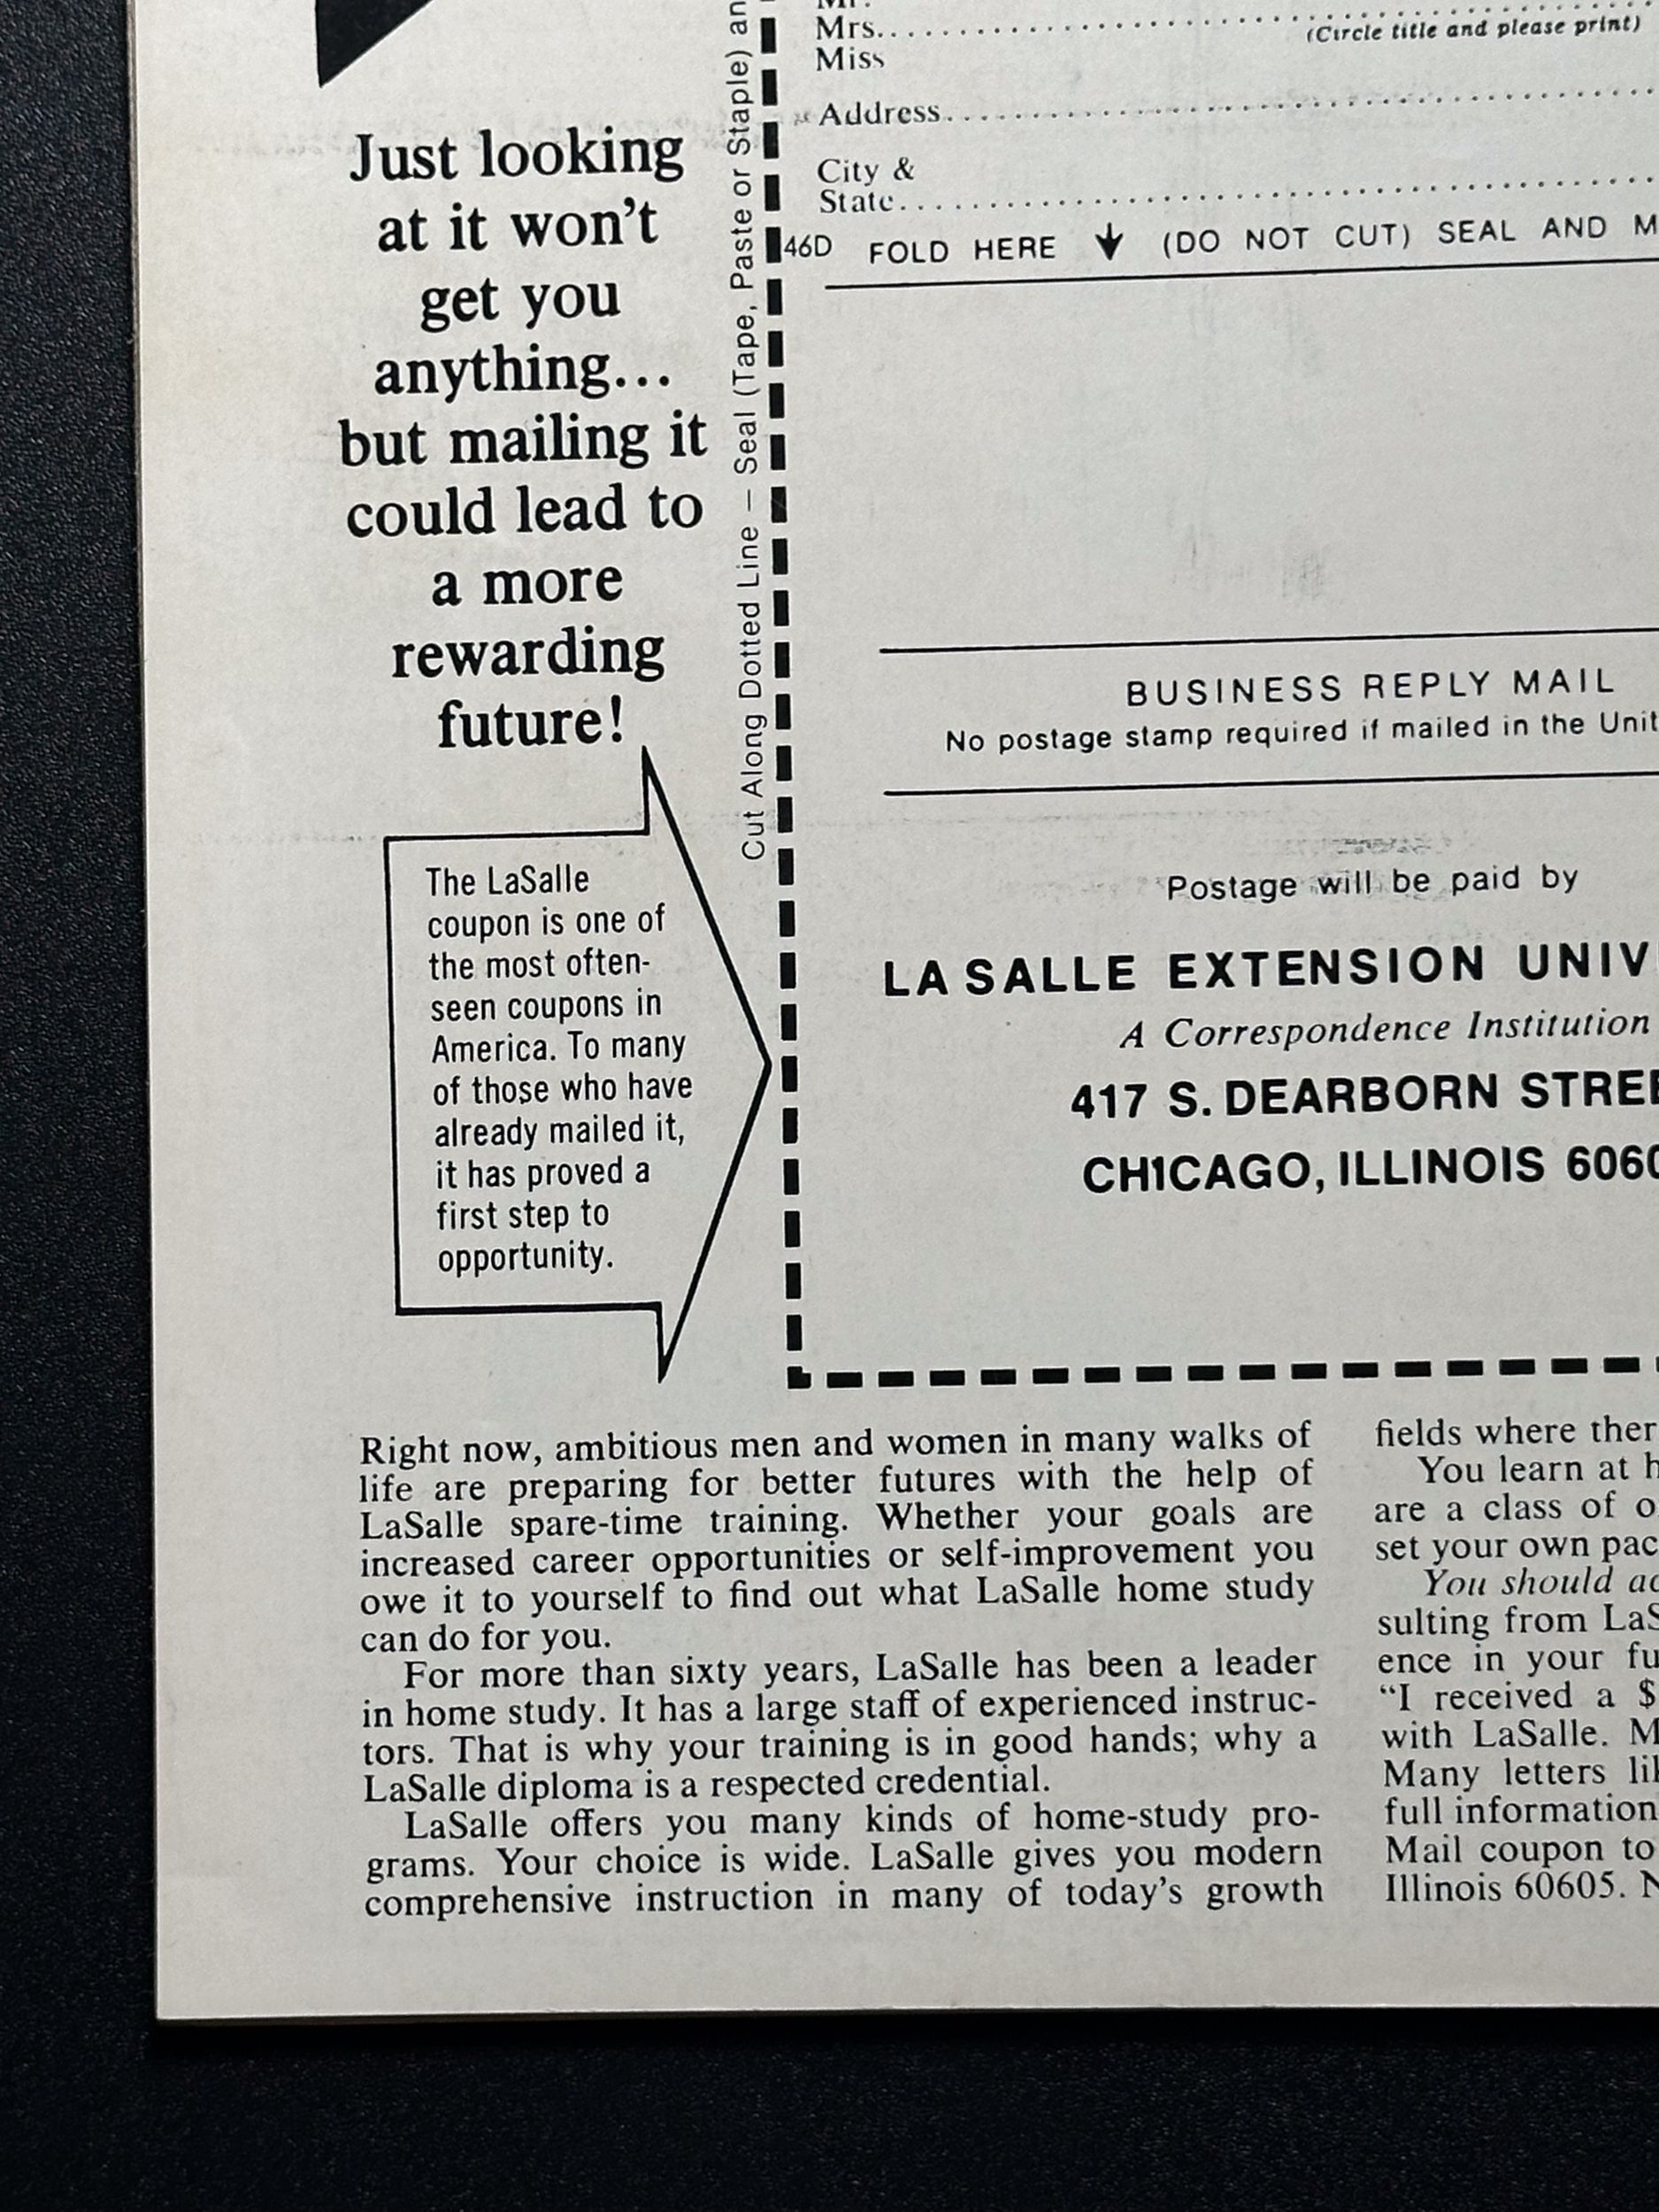 Just looking
at it won't
get you
anything...
but mailing it
could lead to
a more
rewarding
future!
The LaSalle
coupon is one of
the most often-
seen coupons in
America. To many
of those who have
already mailed it,
it has proved a
first step to
opportunity.
Cut Along Dotted Line — Seal (Tape, Paste or Staple) an
Mr.
Mrs.
(Circle title and please print)
Miss
Address
City &
State
46D FOLD HERE (DO NOT CUT) SEAL AND M
BUSINESS REPLY MAIL
No postage stamp required if mailed in the Unit
Postage will be paid by
LA SALLE EXTENSION UNIV
A Correspondence Institution
417 S. DEARBORN STREE
CHICAGO, ILLINOIS 6060
Right now, ambitious men and women in many walks of
life are preparing for better futures with the help of
LaSalle spare-time training. Whether your goals are
increased career opportunities or self-improvement you
owe it to yourself to find out what LaSalle home study
can do for you.
For more than sixty years, LaSalle has been a leader
in home study. It has a large staff of experienced instruc-
tors. That is why your training is in good hands; why a
LaSalle diploma is a respected credential.
LaSalle offers you many kinds of home-study pro-
grams. Your choice is wide. LaSalle gives you modern
comprehensive instruction in many of today's growth
fields where ther
You learn at h
are a class of o
set your own pac
You should ac
sulting from LaS
ence in your fu
"I received a $
with LaSalle. M
Many letters lik
full information
Mail coupon to
Illinois 60605. N